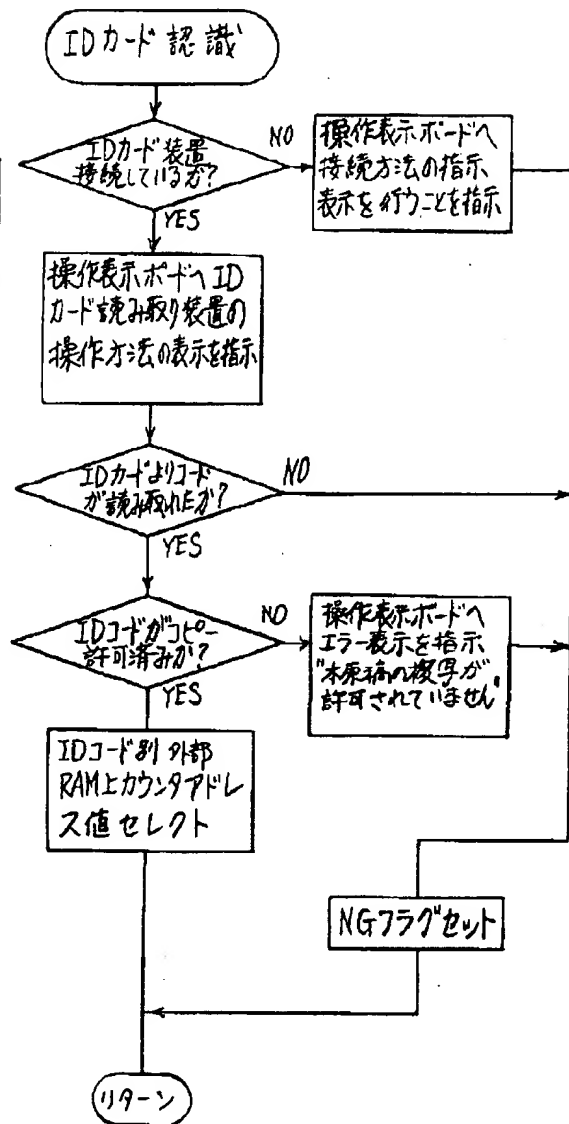 IDカード 認識
IDカード装置
接続しているか?
NO
YES
操作表示ボードへ
接続方法の指示
表示を行うことを指示
操作表示ボードへID
カード読み取り装置の
操作方法の表示を指示
IDカードよりコード
が読み取れたか?
NO
YES
IDコードがコピー
許可済みか?
NO
YES
操作表示ボードへ
エラー表示を指示
"本原稿の複写が
許可されていません"
IDコード別 外部
RAM上カウンタアドレ
ス値セレクト
NGフラグセット
リターン